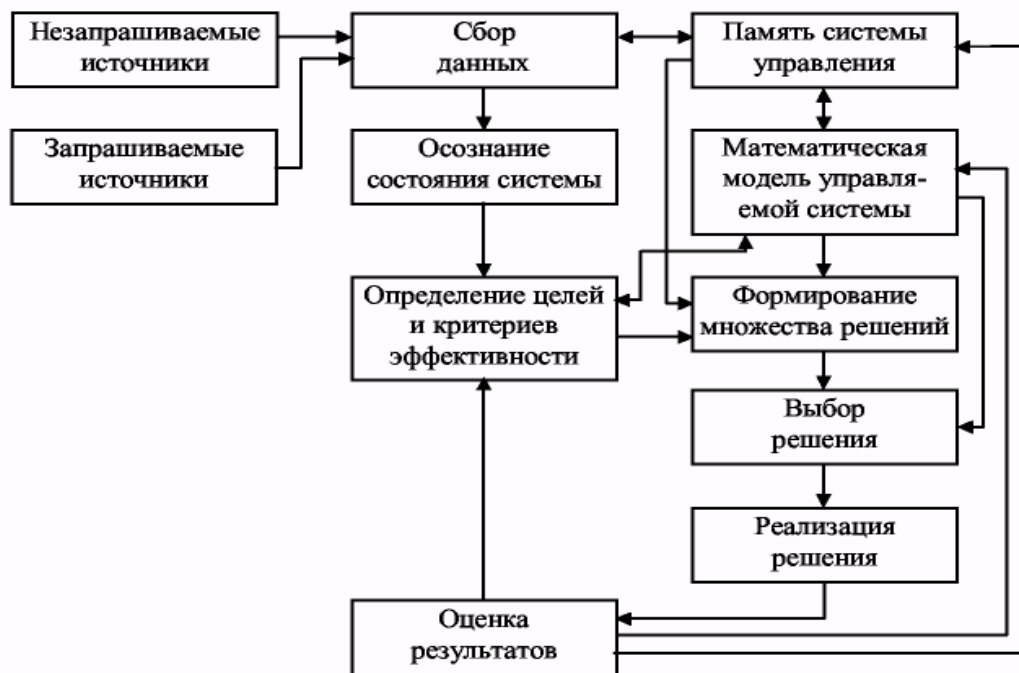 Незапрашиваемые
источники
Сбор
данных
Память системы
управления
Запрашиваемые
источники
Осознание
состояния системы
Математическая
модель управля-
емой системы
Определение целей
и критериев
эффективности
Формирование
множества решений
Выбор
решения
Реализация
решения
Оценка
результатов